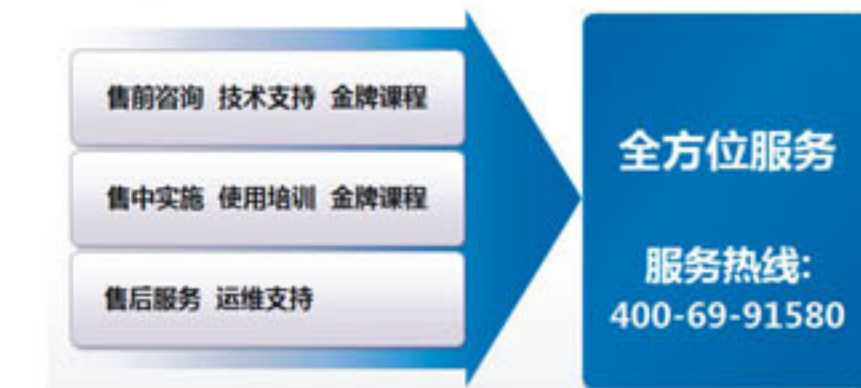 售前咨询 技术支持 金牌课程
售中实施 使用培训 金牌课程
售后服务 运维支持
全方位服务
服务热线:
400-69-91580